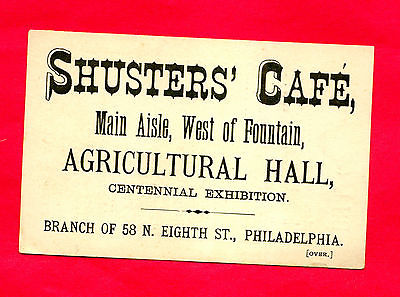 SHUSTERS' CAFÉ,
Main Aisle, West of Fountain,
AGRICULTURAL HALL,
CENTENNIAL EXHIBITION.
BRANCH OF 58 N. EIGHTH ST., PHILADELPHIA.
[OVER.]